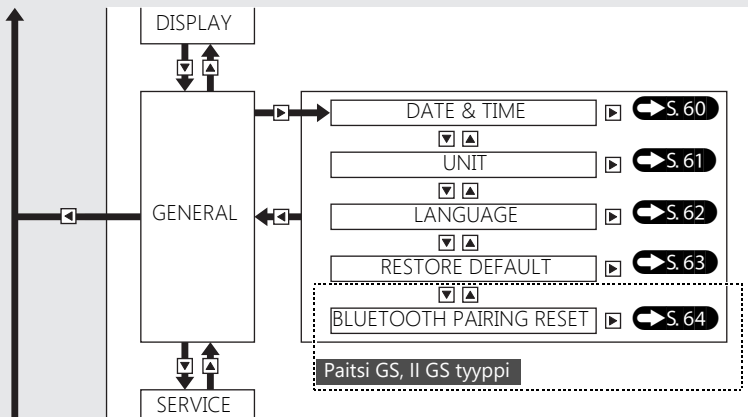 DISPLAY
GENERAL
DATE & TIME S. 60
UNIT S. 61
LANGUAGE S. 62
RESTORE DEFAULT S. 63
BLUETOOTH PAIRING RESET S. 64
Paitsi GS, II GS tyyppi
SERVICE